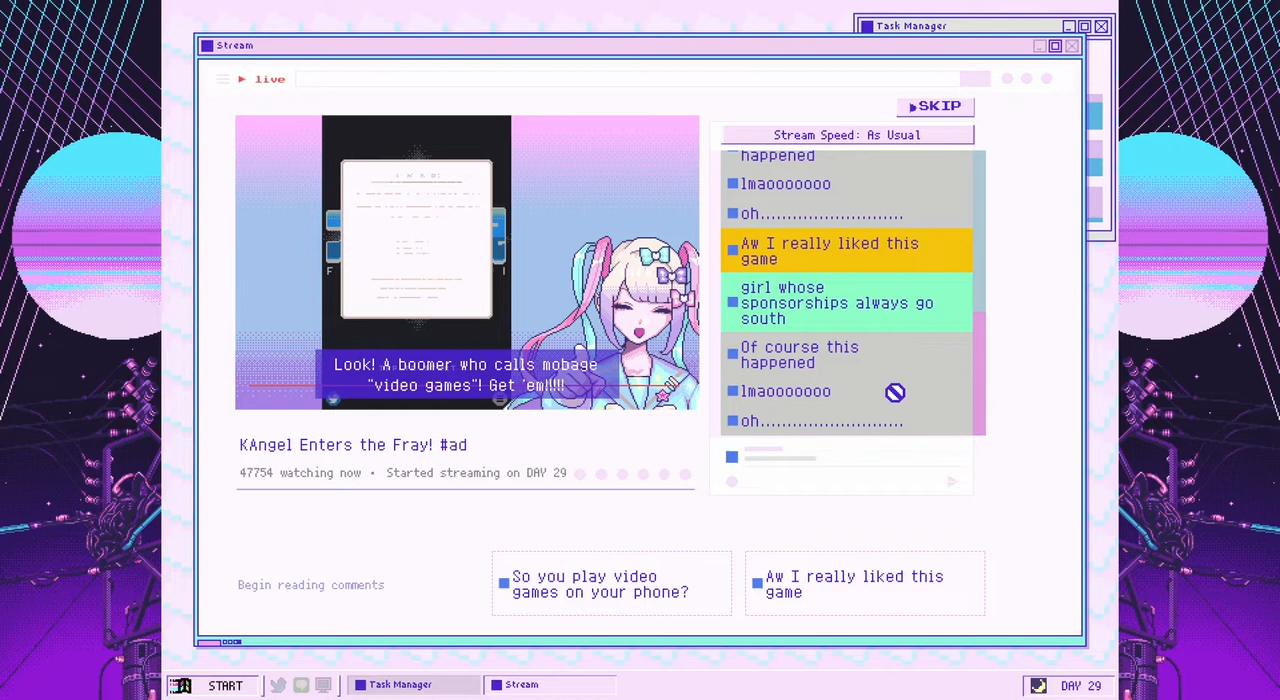 Task Manager
Stream
live
SKIP
Stream Speed: As Usual
happened
lmaooooooo
oh...........................
Aw I really liked this
game
girl whose
sponsorships always go
south
Of course this
happened
lmaooooooo
oh...........................
F
I
Look! A boomer who calls mobage
"video games"! Get 'em!!!!!
KAngel Enters the Fray! #ad
47754 watching now • Started streaming on DAY 29
Begin reading comments
So you play video
games on your phone?
Aw I really liked this
game
START
Task Manager
Stream
DAY 29